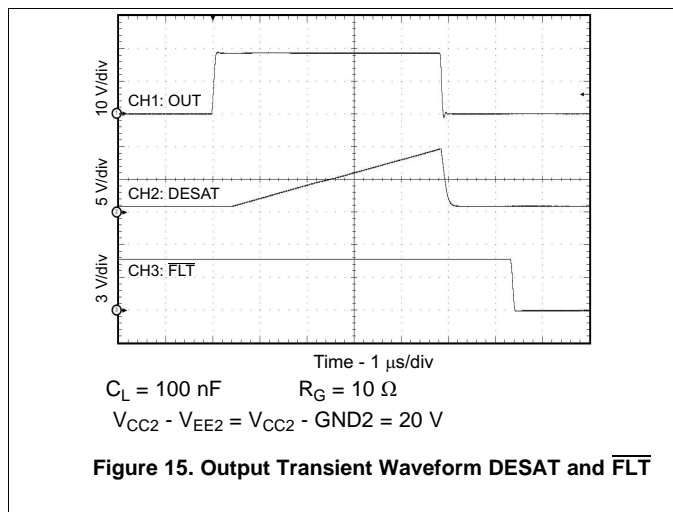 10 V/div
CH1: OUT
5 V/div
CH2: DESAT
3 V/div
CH3: FLT
Time - 1 μs/div
C_L = 100 nF R_G = 10 Ω
V_CC2 - V_EE2 = V_CC2 - GND2 = 20 V
Figure 15. Output Transient Waveform DESAT and FLT